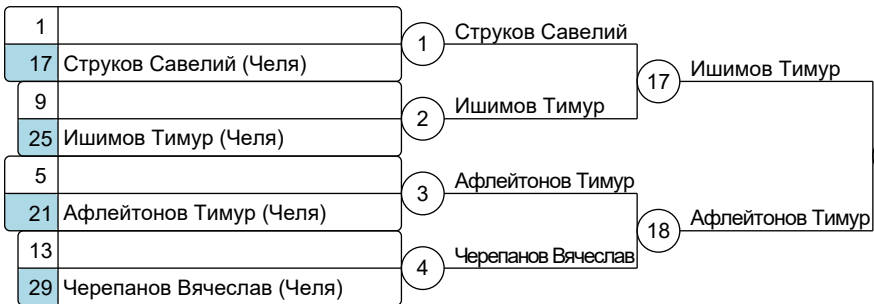 1
17 Струков Савелий (Челя)
9
25 Ишимов Тимур (Челя)
5
21 Афлейтонов Тимур (Челя)
13
29 Черепанов Вячеслав (Челя)
1 Струков Савелий
2 Ишимов Тимур
3 Афлейтонов Тимур
4 Черепанов Вячеслав
17 Ишимов Тимур
18 Афлейтонов Тимур